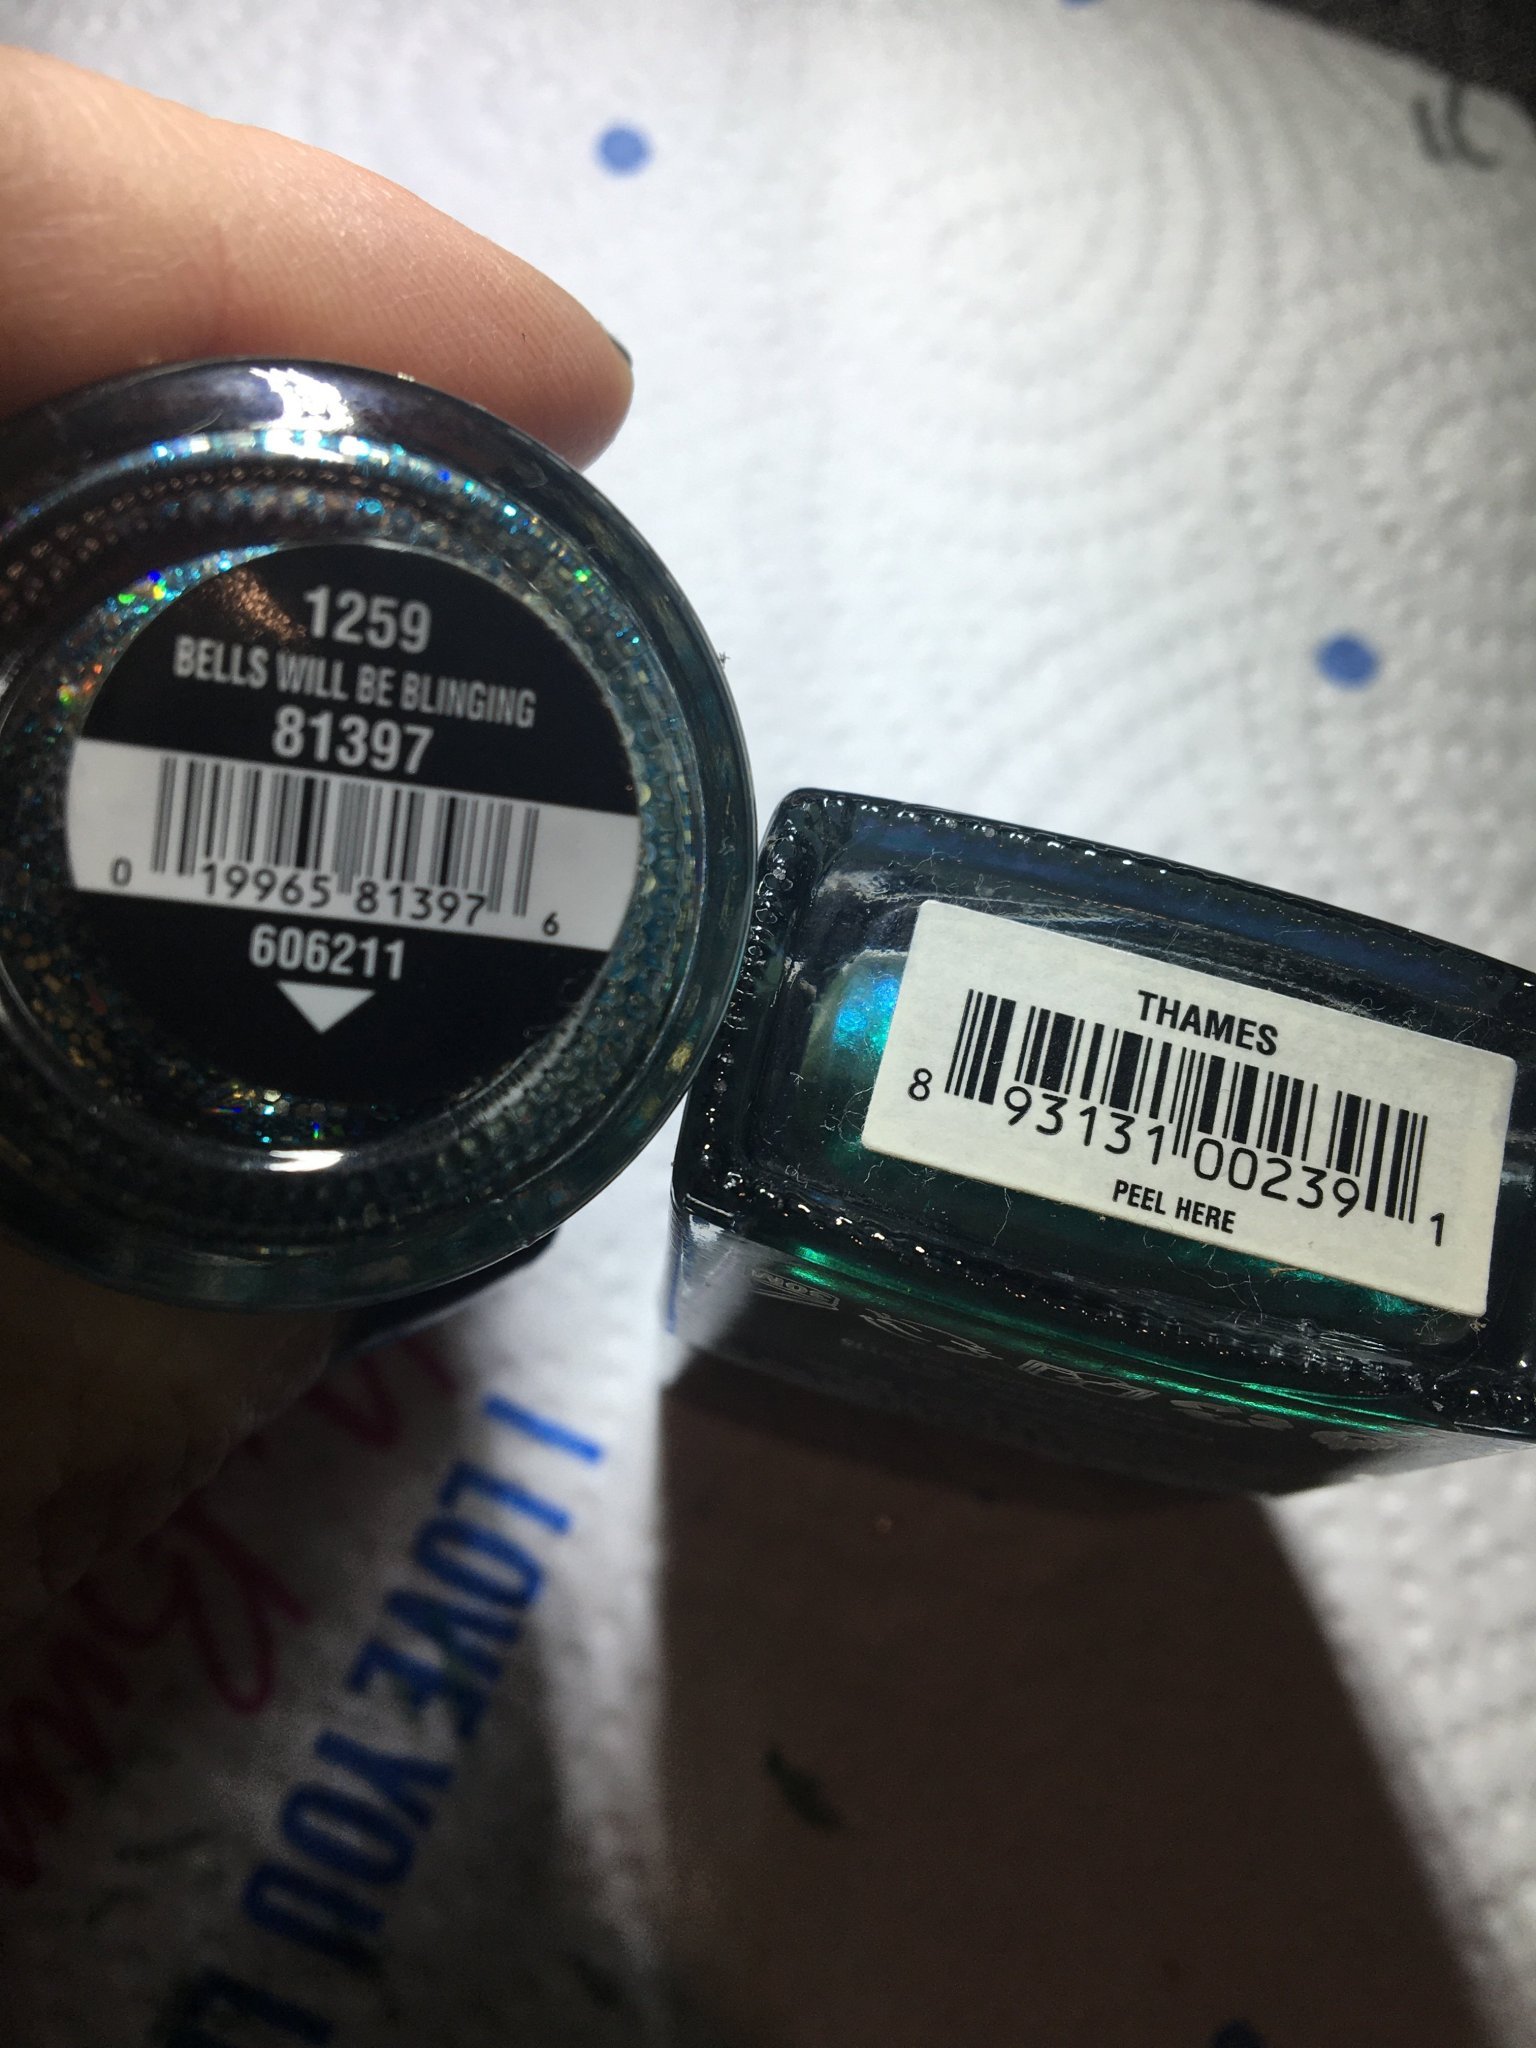 1259
BELLS WILL BE BLINGING
81397
0 19965 81397 6
606211
THAMES
8 93131 00239 1
PEEL HERE
I LOVE YOU